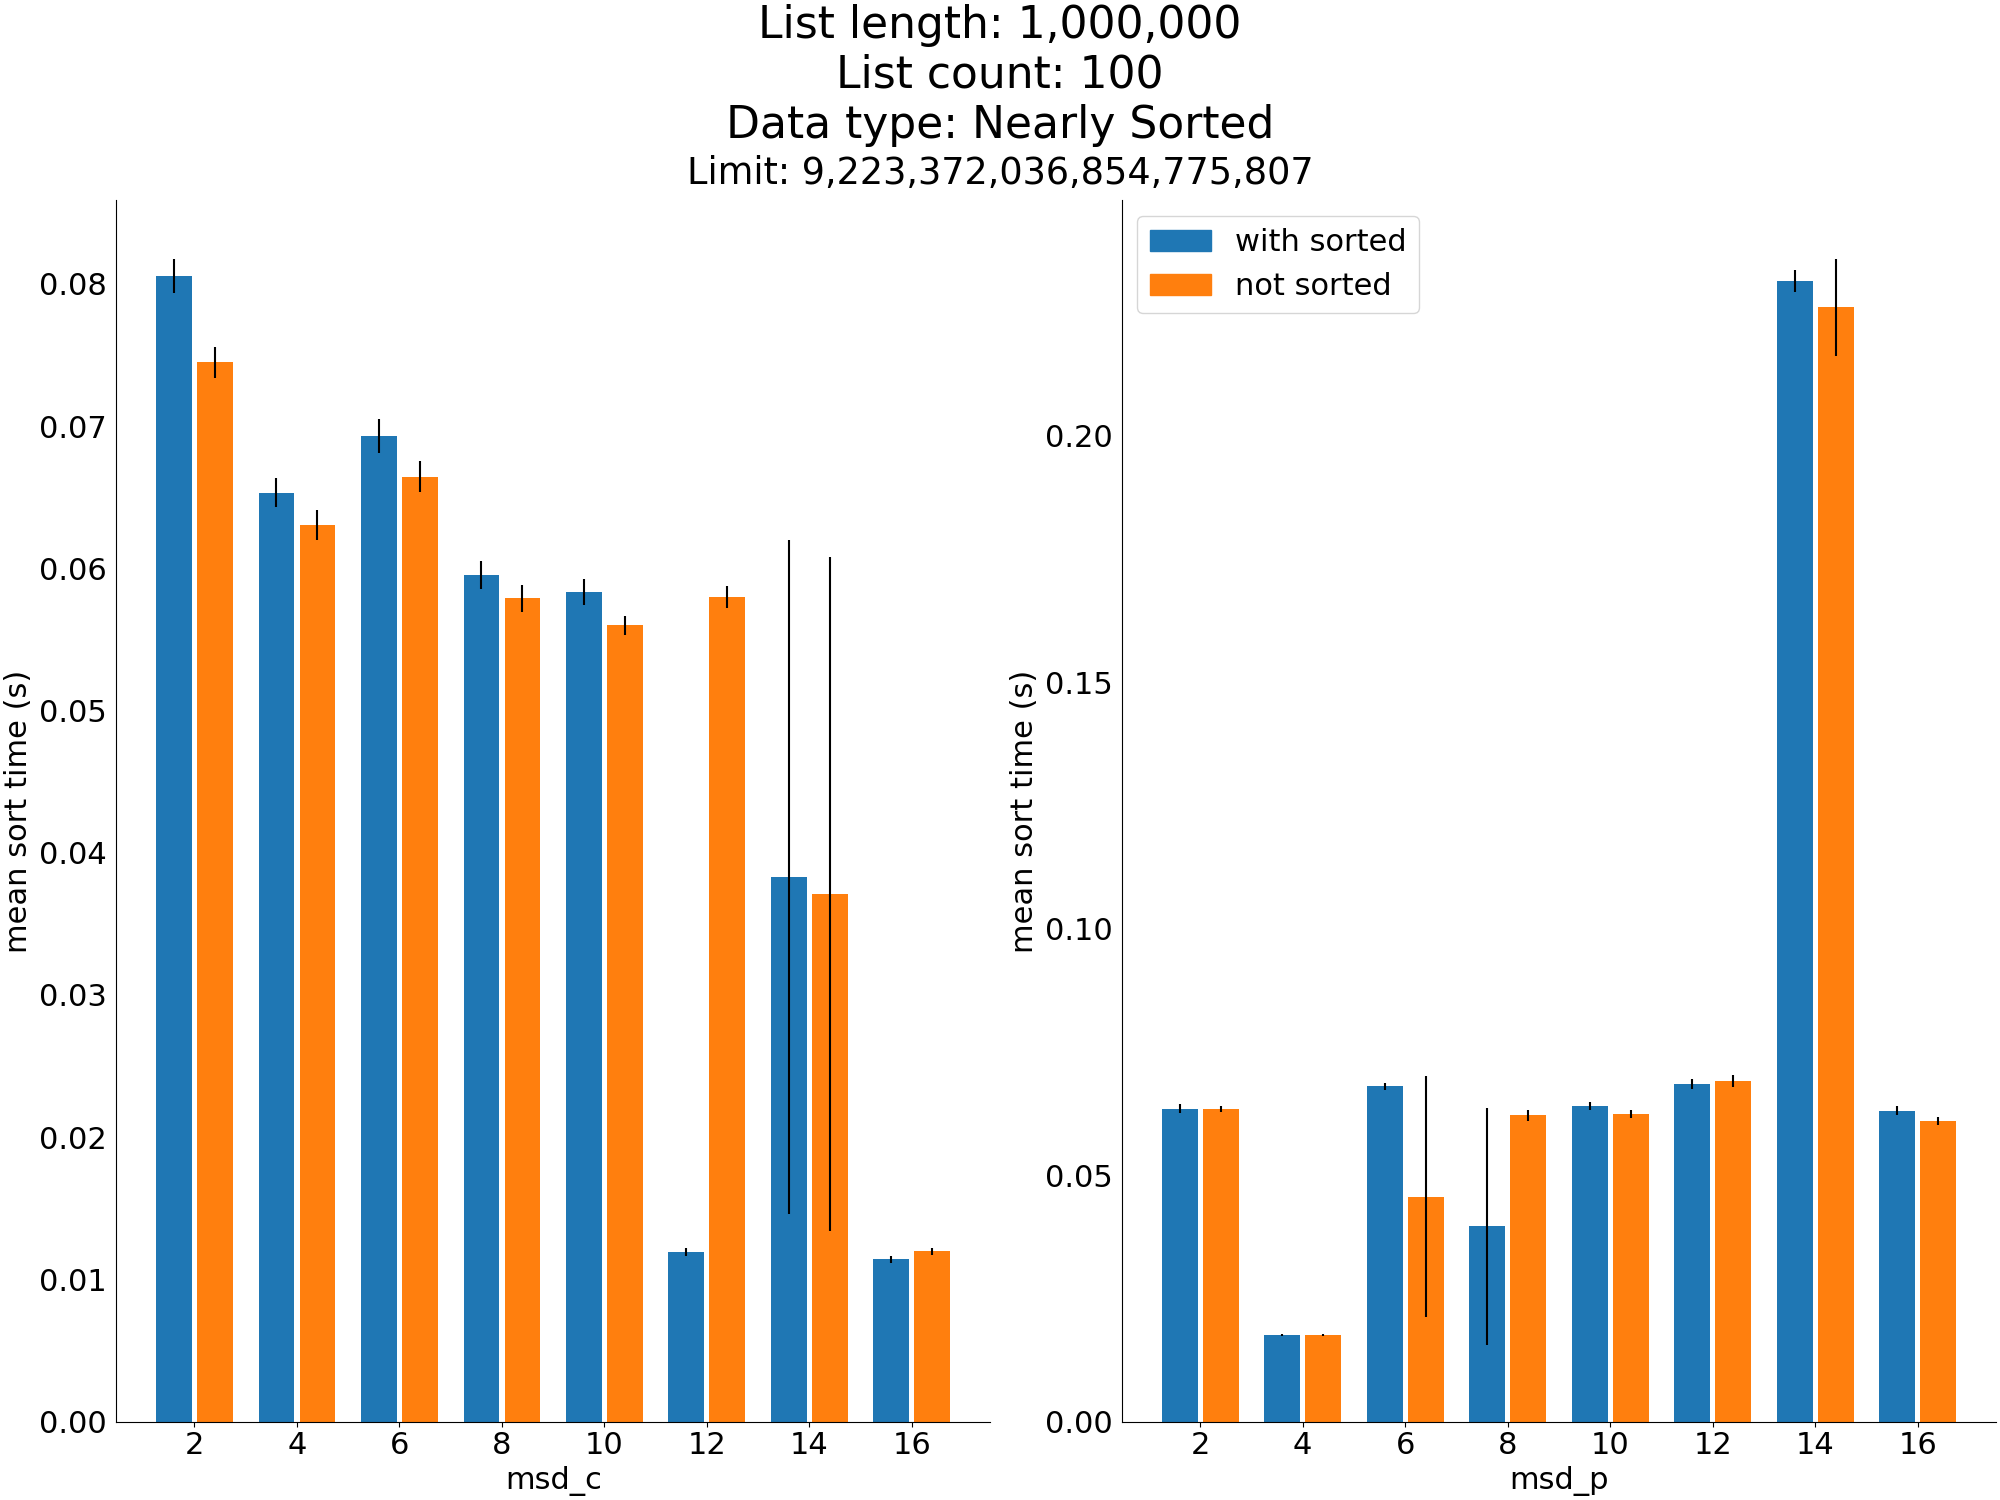 List length: 1,000,000
List count: 100
Data type: Nearly Sorted
Limit: 9,223,372,036,854,775,807
mean sort time (s)
0.08
0.07
0.06
0.05
0.04
0.03
0.02
0.01
0.00
2 4 6 8 10 12 14 16
msd_c
with sorted
not sorted
mean sort time (s)
0.20
0.15
0.10
0.05
0.00
2 4 6 8 10 12 14 16
msd_p